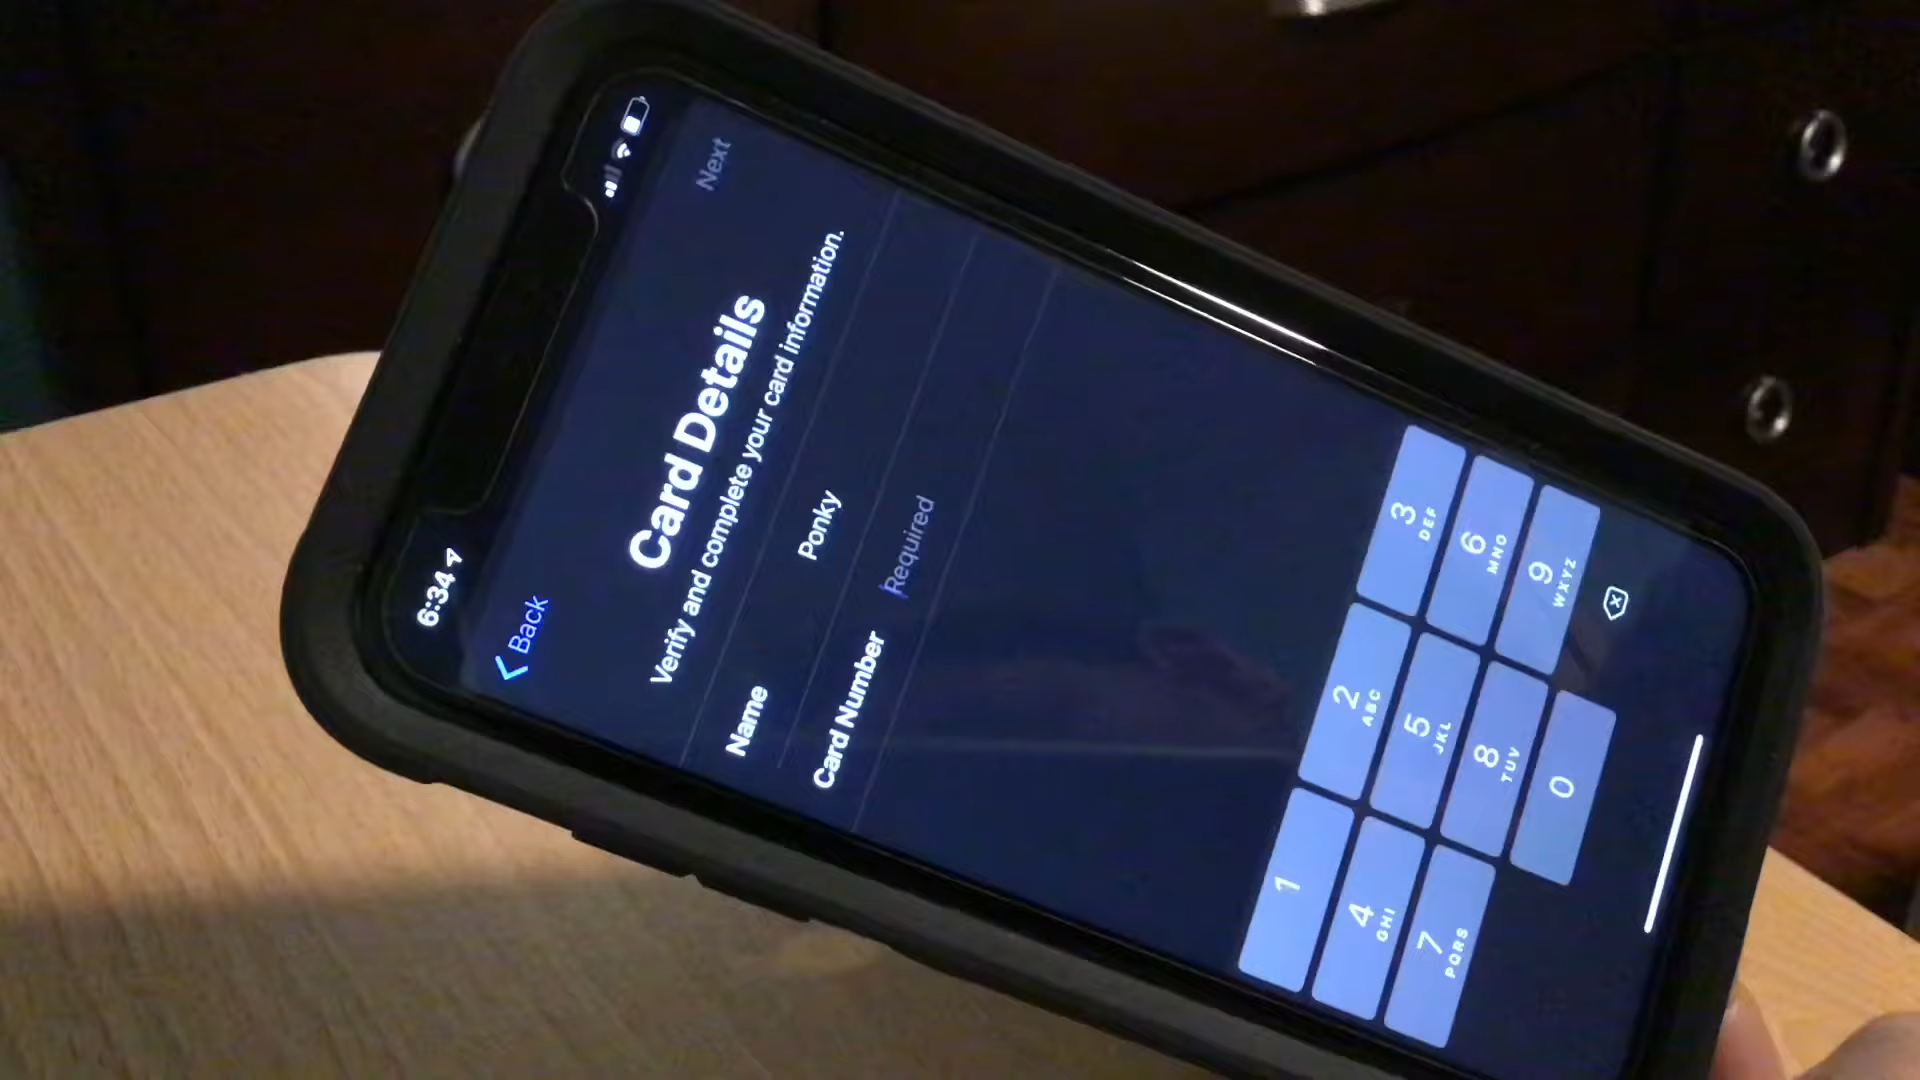 6:34
Back
Next
Card Details
Verify and complete your card information.
Name Ponky
Card Number Required
1 2 ABC 3 DEF
4 GHI 5 JKL 6 MNO
7 PQRS 8 TUV 9 WXYZ
0